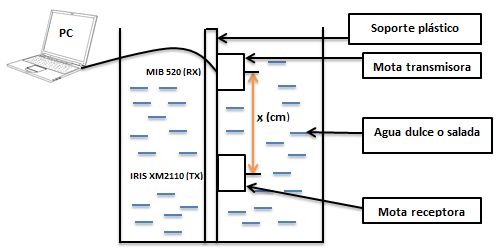 PC
Soporte plástico
MIB 520 (RX)
Mota transmisora
x (cm)
Agua dulce o salada
IRIS XM2110 (TX)
Mota receptora